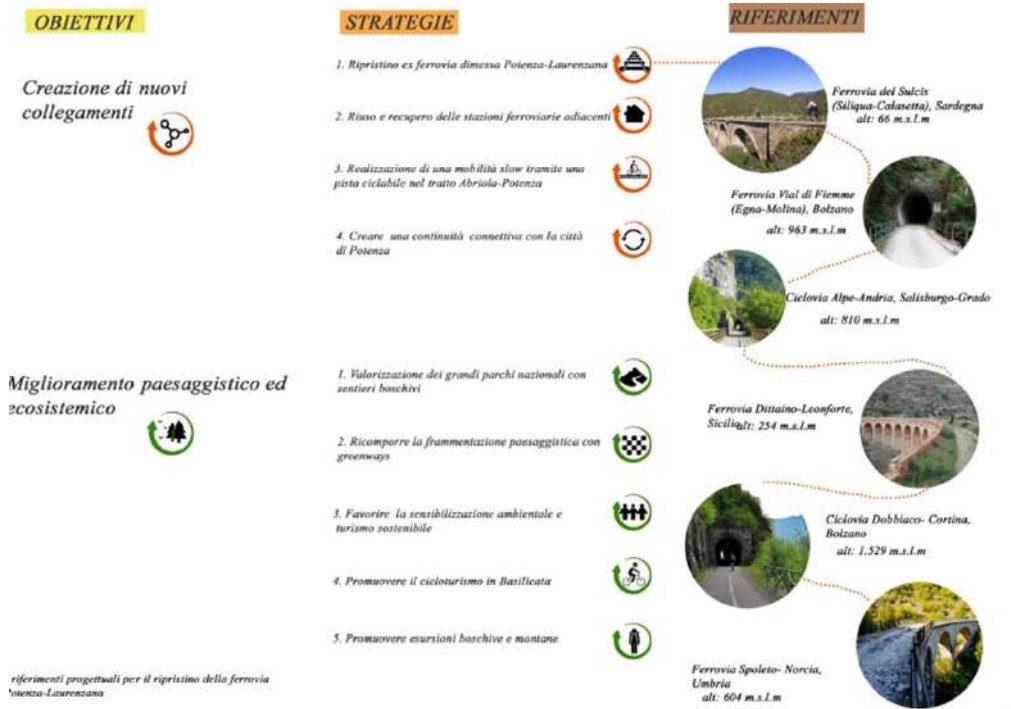 OBIETTIVI
STRATEGIE
RIFERIMENTI
Creazione di nuovi
collegamenti
1. Ripristino ex ferrovia dimessa Potenza-Laurenzana
2. Riuso e recupero delle stazioni ferroviarie adiacenti
3. Realizzazione di una mobilità slow tramite una
pista ciclabile nel tratto Abriola-Potenza
4. Creare una continuità connettiva con la città
di Potenza
Miglioramento paesaggistico ed
ecosistemico
1. Valorizzazione dei grandi parchi nazionali con
sentieri boschivi
2. Ricomporre la frammentazione paesaggistica con
greenways
3. Favorire la sensibilizzazione ambientale e
turismo sostenibile
4. Promuovere il cicloturismo in Basilicata
5. Promuovere esursioni boschive e montane
Ferrovia del Sulcis
(Siliqua-Calasetta), Sardegna
alt: 66 m.s.l.m
Ferrovia Vial di Fiemme
(Egna-Molina), Bolzano
alt: 963 m.s.l.m
Ciclovia Alpe-Andria, Salisburgo-Grado
alt: 810 m.s.l.m
Ferrovia Dittaino-Leonforte,
Sicilia
alt: 254 m.s.l.m
Ciclovia Dobbiaco- Cortina,
Bolzano
alt: 1.529 m.s.l.m
Ferrovia Spoleto- Norcia,
Umbria
alt: 604 m.s.l.m
riferimenti progettuali per il ripristino della ferrovia
Potenza-Laurenzana